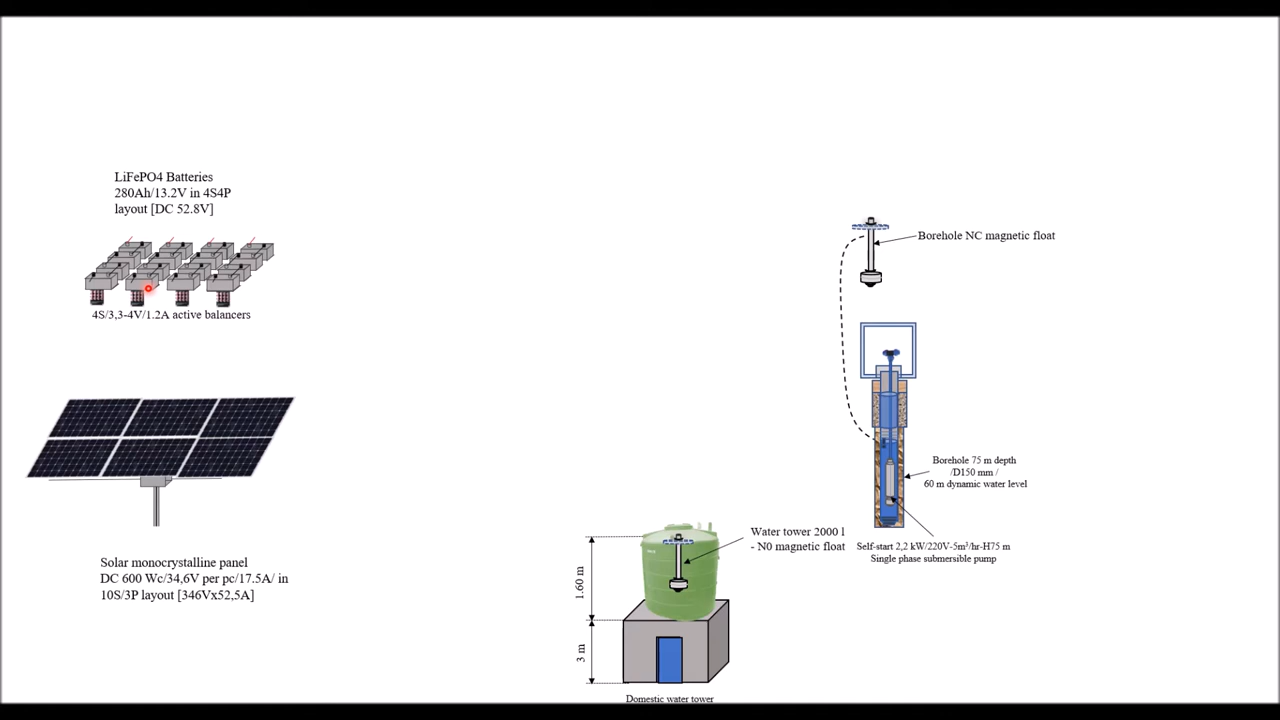 LiFePO4 Batteries
280Ah/13.2V in 4S4P
layout [DC 52.8V]
4S/3,3-4V/1.2A active balancers
Solar monocrystalline panel
DC 600 Wc/34,6V per pc/17.5A/ in
10S/3P layout [346Vx52,5A]
Borehole NC magnetic float
Borehole 75 m depth
/D150 mm /
60 m dynamic water level
Self-start 2,2 kW/220V-5m³/hr-H75 m
Single phase submersible pump
Water tower 2000 l
- N0 magnetic float
1.60 m
3 m
Domestic water tower